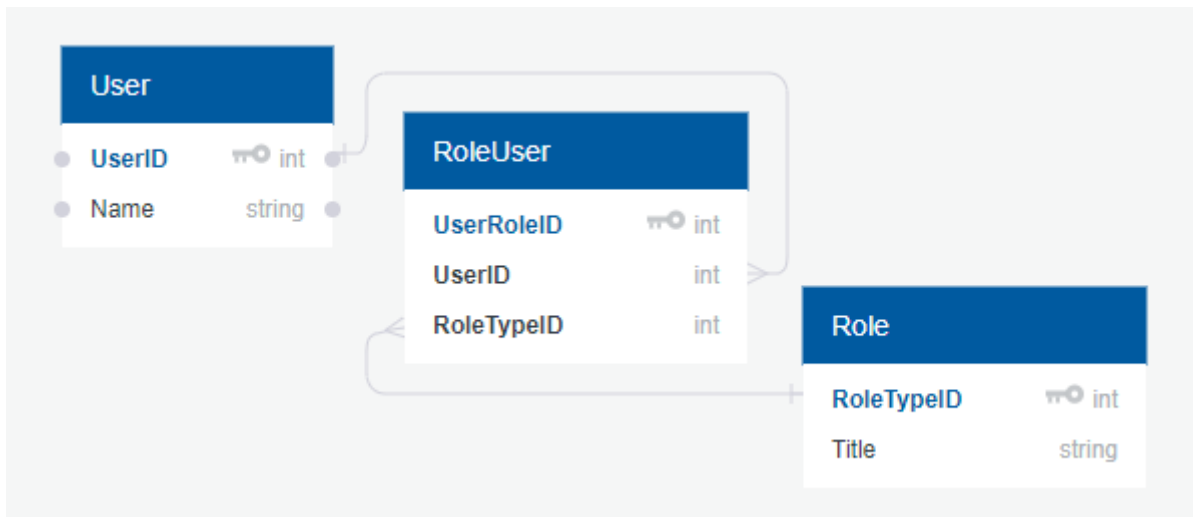 User
UserID int
Name string
RoleUser
UserRoleID int
UserID int
RoleTypeID int
Role
RoleTypeID int
Title string